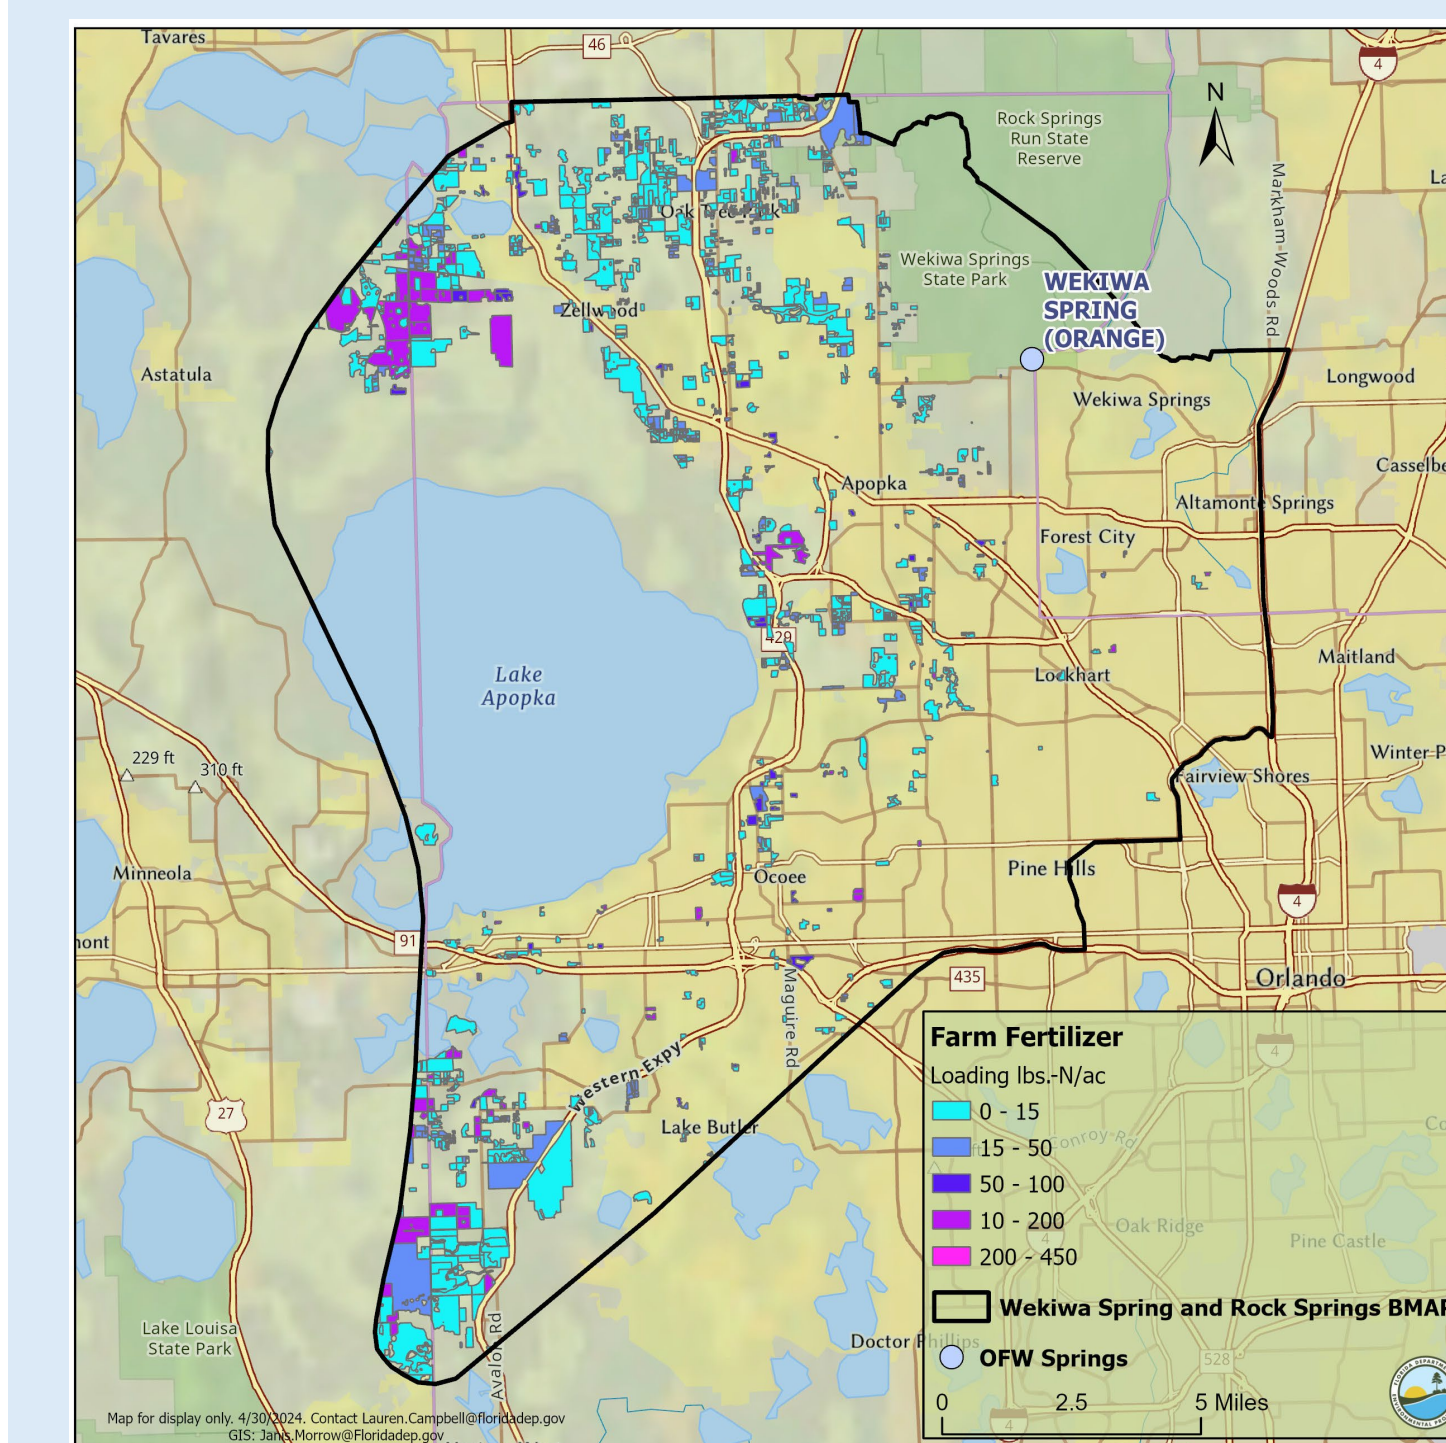 Tavares
46
4
N
Rock Springs
Run State
Reserve
Markham Woods Rd
La
Wekiwa Springs
State Park
WEKIWA
SPRING
(ORANGE)
Zellwood
Astatula
Longwood
Wekiwa Springs
Casselbe
Apopka
Altamonte Springs
Forest City
429
Lake
Apopka
Lockhart
Maitland
229 ft
310 ft
Winter P
Fairview Shores
Minneola
Ocoee
Pine Hills
4
91
mont
435
Orlando
Maguire Rd
Western Expy
27
Lake Butler
Avalon Rd
Lake Louisa
State Park
Doctor Phillips
Farm Fertilizer
Loading lbs.-N/ac
0 - 15
15 - 50
50 - 100
10 - 200
200 - 450
Wekiwa Spring and Rock Springs BMAP
OFW Springs
0 2.5 5 Miles
4
Conroy Rd
Co
4
Oak Ridge
Pine Castle
528
4
Map for display only. 4/30/2024. Contact Lauren.Campbell@floridadep.gov
GIS: Janis.Morrow@Floridadep.gov